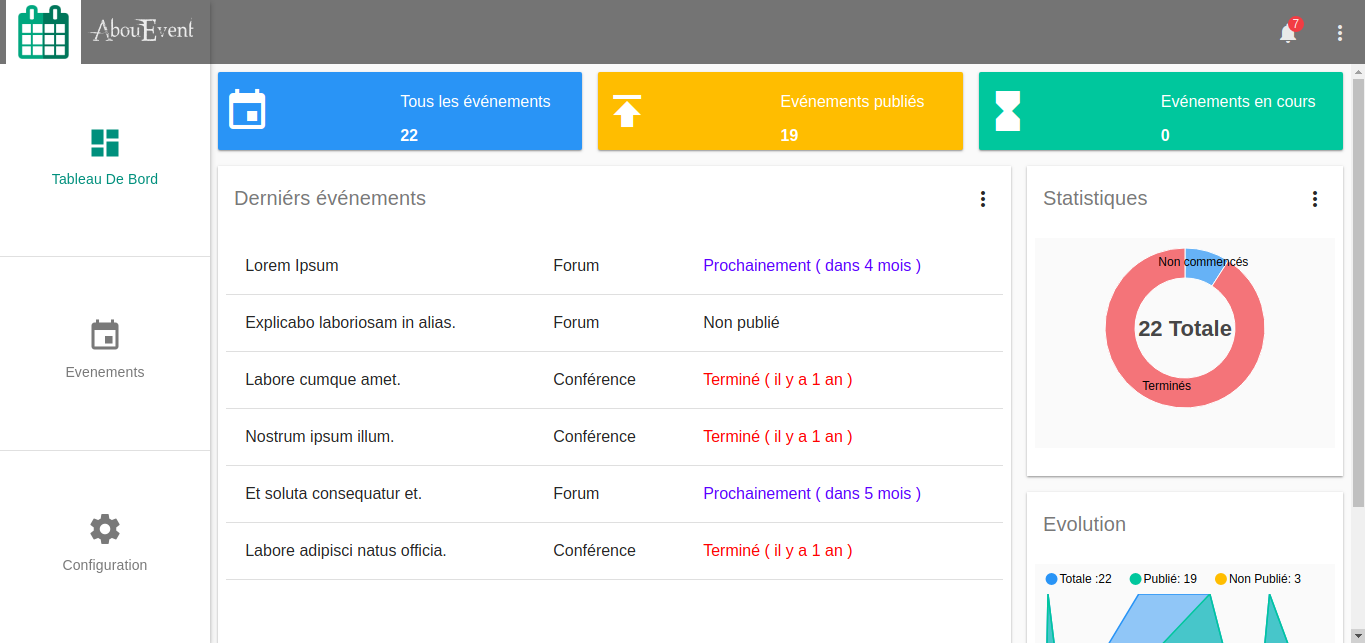 AbouEvent
7
Tous les événements
22
Evénements publiés
19
Evénements en cours
0
Tableau De Bord
Evenements
Configuration
Derniérs événements
Lorem Ipsum Forum Prochainement ( dans 4 mois )
Explicabo laboriosam in alias. Forum Non publié
Labore cumque amet. Conférence Terminé ( il y a 1 an )
Nostrum ipsum illum. Conférence Terminé ( il y a 1 an )
Et soluta consequatur et. Forum Prochainement ( dans 5 mois )
Labore adipisci natus officia. Conférence Terminé ( il y a 1 an )
Statistiques
Non commencés
22 Totale
Terminés
Evolution
Totale :22 Publié: 19 Non Publié: 3